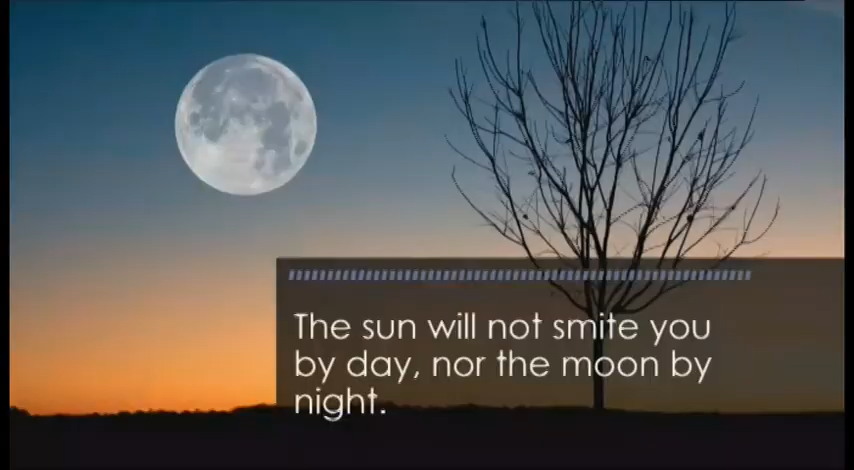 The sun will not smite you
by day, nor the moon by
night.